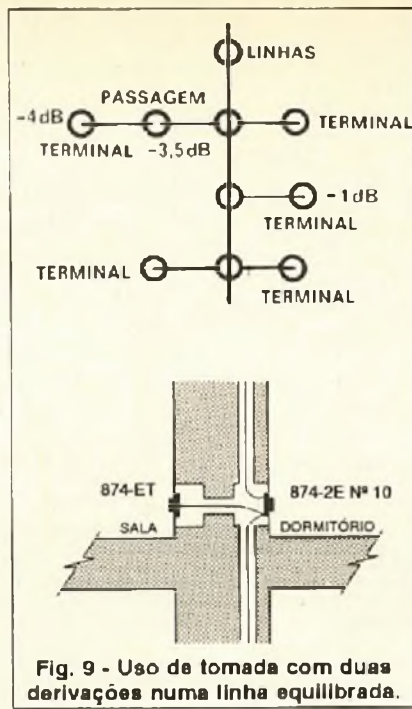 LINHAS
PASSAGEM
-4dB
TERMINAL
TERMINAL -3,5dB
-1dB
TERMINAL
TERMINAL
TERMINAL
874-ET
874-2E Nº 10
SALA
DORMITÓRIO
Fig. 9 - Uso de tomada com duas
derivações numa linha equilibrada.